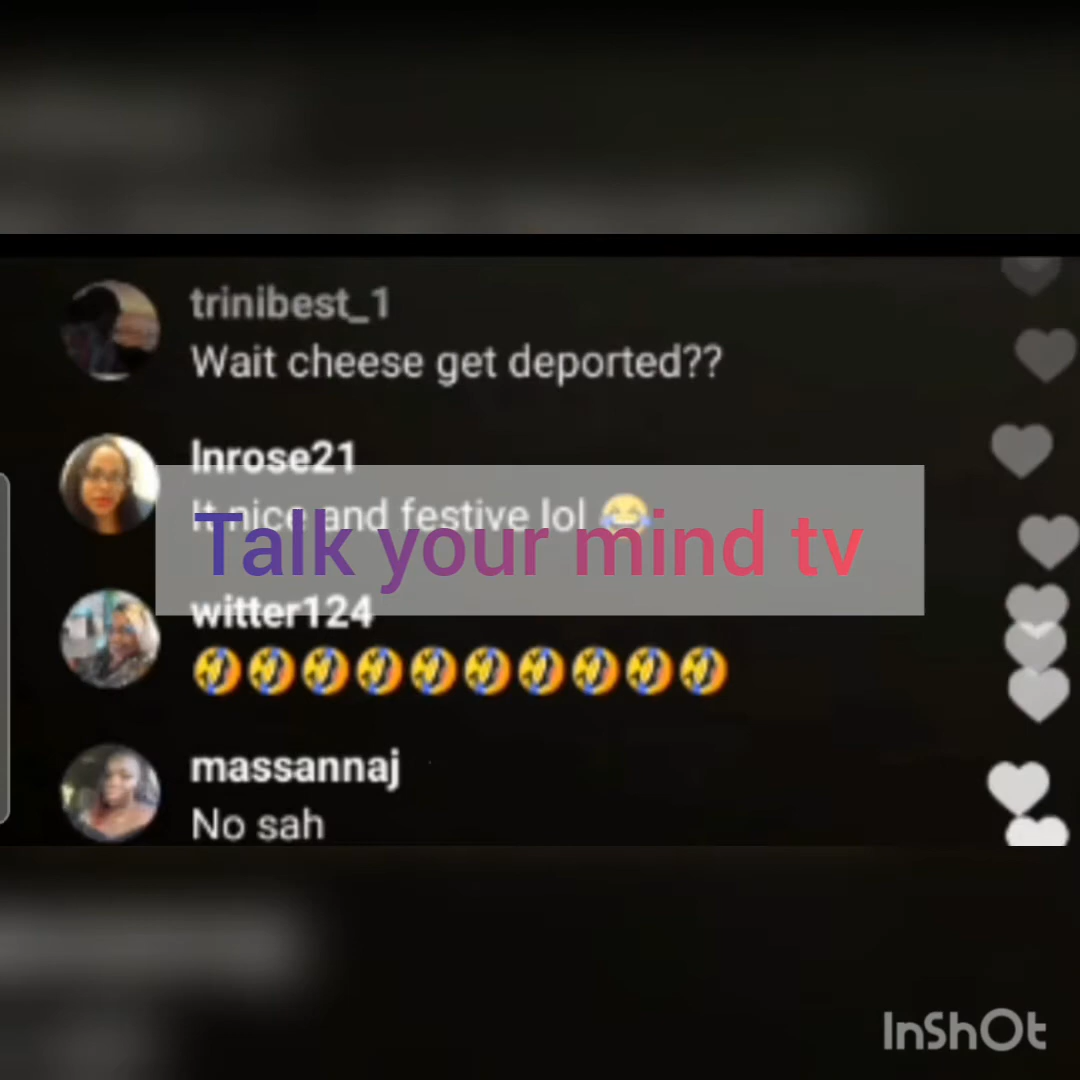 trinibest_1
Wait cheese get deported??
lnrose21
It nice and festive lol 😂
Talk your mind tv
witter124
🤣🤣🤣🤣🤣🤣🤣🤣🤣🤣
massannaj
No sah
InShOt